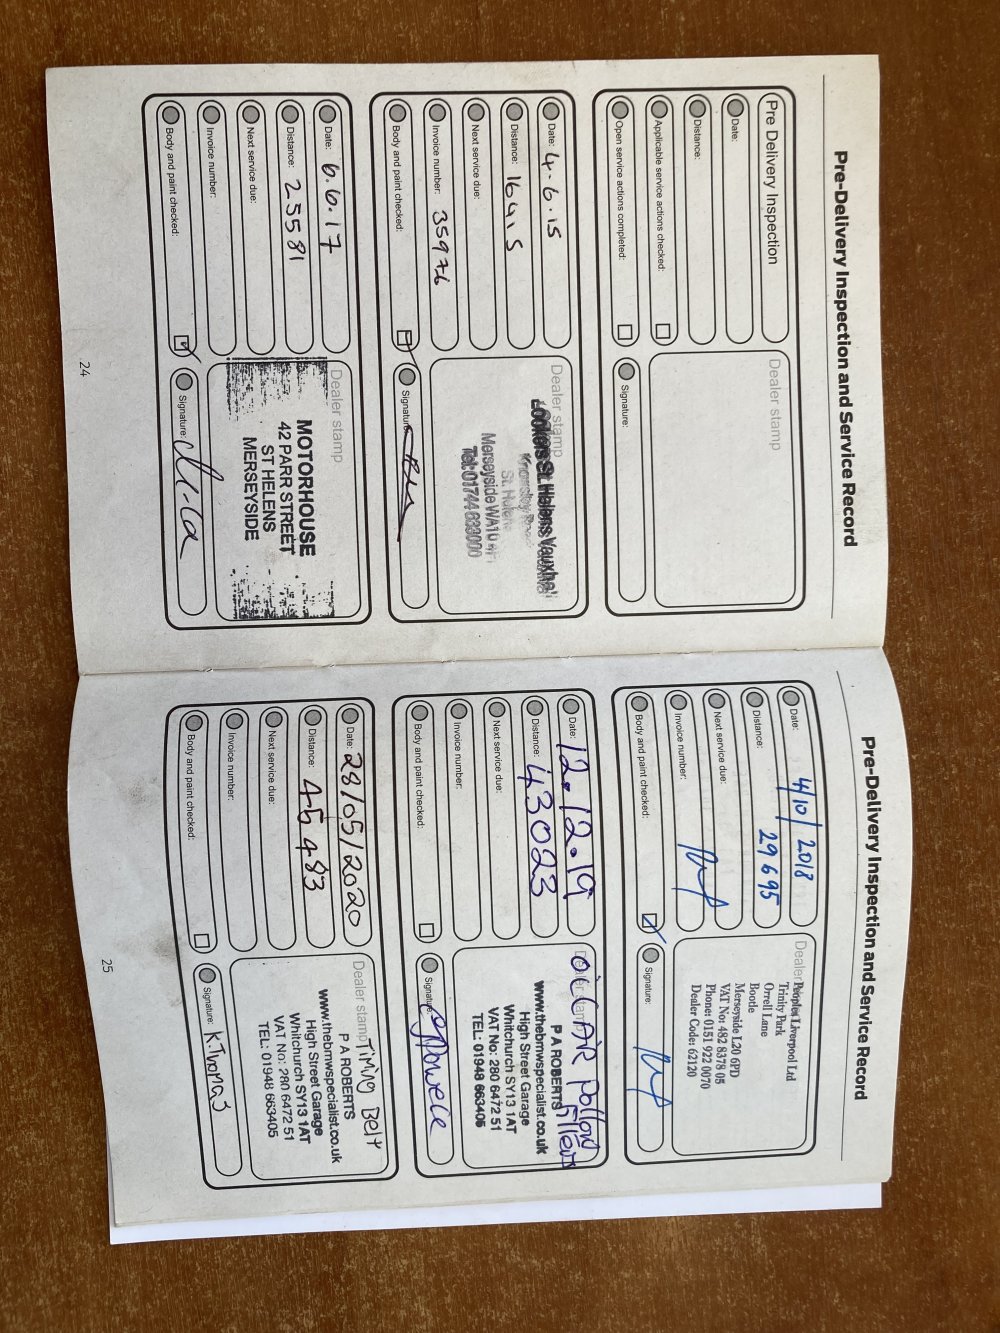 Pre-Delivery Inspection and Service Record
Pre Delivery Inspection
Date:
Distance:
Applicable service actions checked:
Open service actions completed:
Dealer stamp
Signature:
Date: 4.6.15
Distance:
Next service due:
Invoice number: 35976
Body and paint checked:
Dealer stamp
Lookers St. Helens Vauxhall
St. Helens
Merseyside WA10
Tel: 01744 633000
Signature:
Date: 6.6.17
Distance: 25581
Next service due:
Invoice number:
Body and paint checked:
Dealer stamp
MOTORHOUSE
42 PARR STREET
ST HELENS
MERSEYSIDE
Signature:
24
Pre-Delivery Inspection and Service Record
Date: 4/10/2018
Distance: 29695
Next service due:
Invoice number:
Body and paint checked:
Dealer
Peoples Liverpool Ltd
Trinity Park
Orrell Lane
Bootle
Merseyside L20 6PD
VAT No: 482 8378 05
Phone: 0151 922 0070
Dealer Code: 62120
Signature:
Date: 12.12.19
Distance: 43023
Next service due:
Invoice number:
Body and paint checked:
Dealer stamp
OIL AIR Pollen
Filters
P A ROBERTS
www.thebmwspecialist.co.uk
High Street Garage
Whitchurch SY13 1AT
VAT No: 280 6472 51
TEL: 01948 663405
Signature:
Date: 28/05/2020
Distance: 45483
Next service due:
Invoice number:
Body and paint checked:
Dealer stamp Timing Belt
P A ROBERTS
www.thebmwspecialist.co.uk
High Street Garage
Whitchurch SY13 1AT
VAT No: 280 6472 51
TEL: 01948 663405
Signature: K Thomas
25